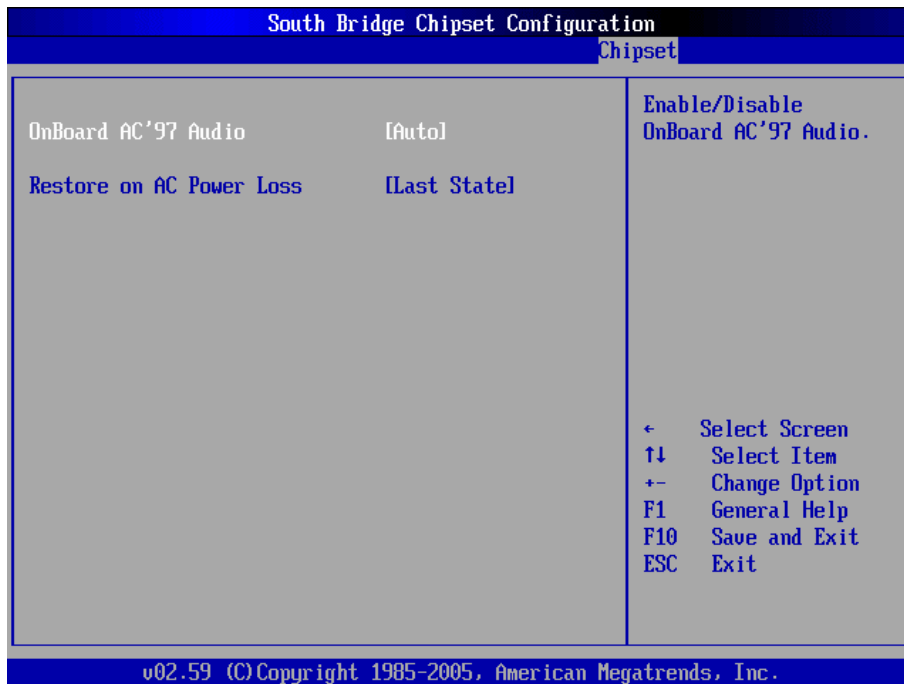 South Bridge Chipset Configuration
Chipset
OnBoard AC'97 Audio [Auto]
Restore on AC Power Loss [Last State]
Enable/Disable
OnBoard AC'97 Audio.
← Select Screen
↑↓ Select Item
+- Change Option
F1 General Help
F10 Save and Exit
ESC Exit
v02.59 (C)Copyright 1985-2005, American Megatrends, Inc.